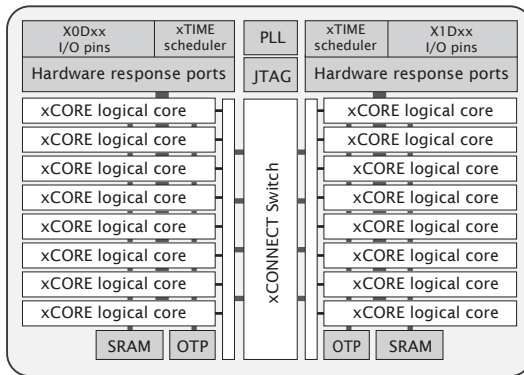 X0Dxx
I/O pins
xTIME
scheduler
PLL
xTIME
scheduler
X1Dxx
I/O pins
Hardware response ports
JTAG
Hardware response ports
xCORE logical core
xCORE logical core
xCORE logical core
xCORE logical core
xCORE logical core
xCORE logical core
xCORE logical core
xCORE logical core
xCONNECT Switch
xCORE logical core
xCORE logical core
xCORE logical core
xCORE logical core
xCORE logical core
xCORE logical core
xCORE logical core
xCORE logical core
SRAM
OTP
OTP
SRAM